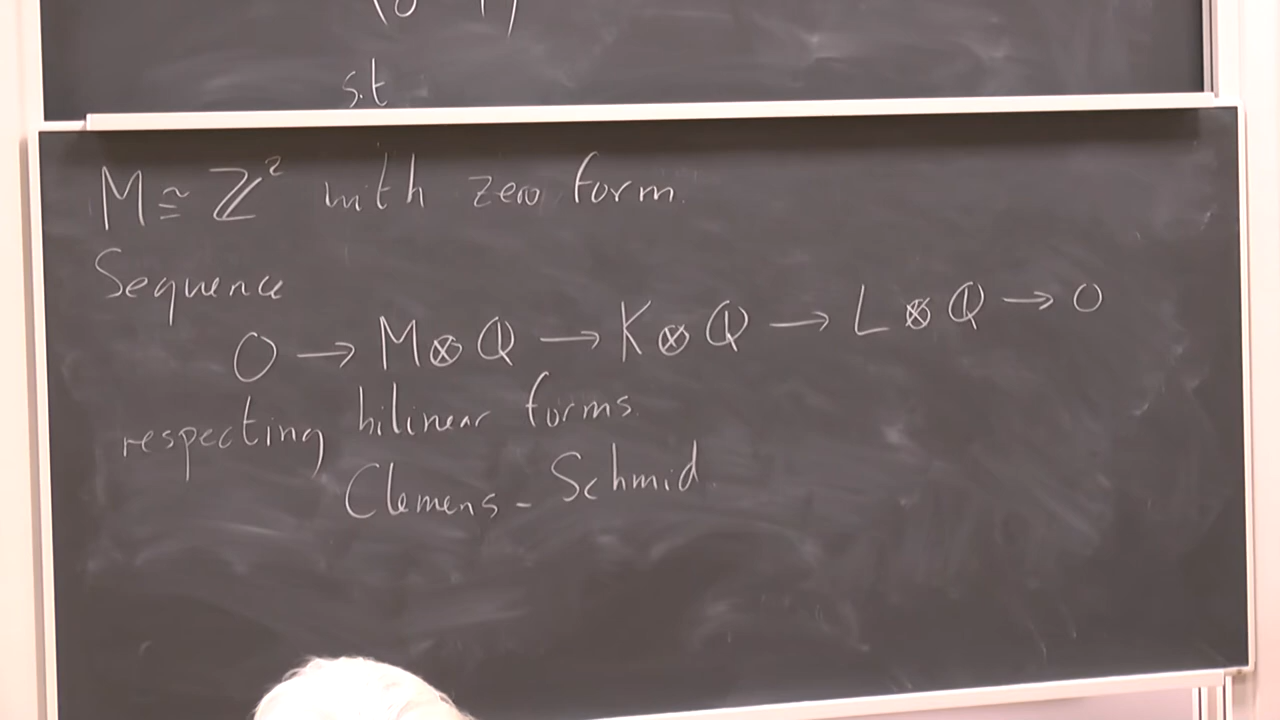 s.t
M ≅ ℤ² with zero form.
Sequence
0 → M⊗Q → K⊗Q → L⊗Q → 0
respecting bilinear forms.
Clemens - Schmid.